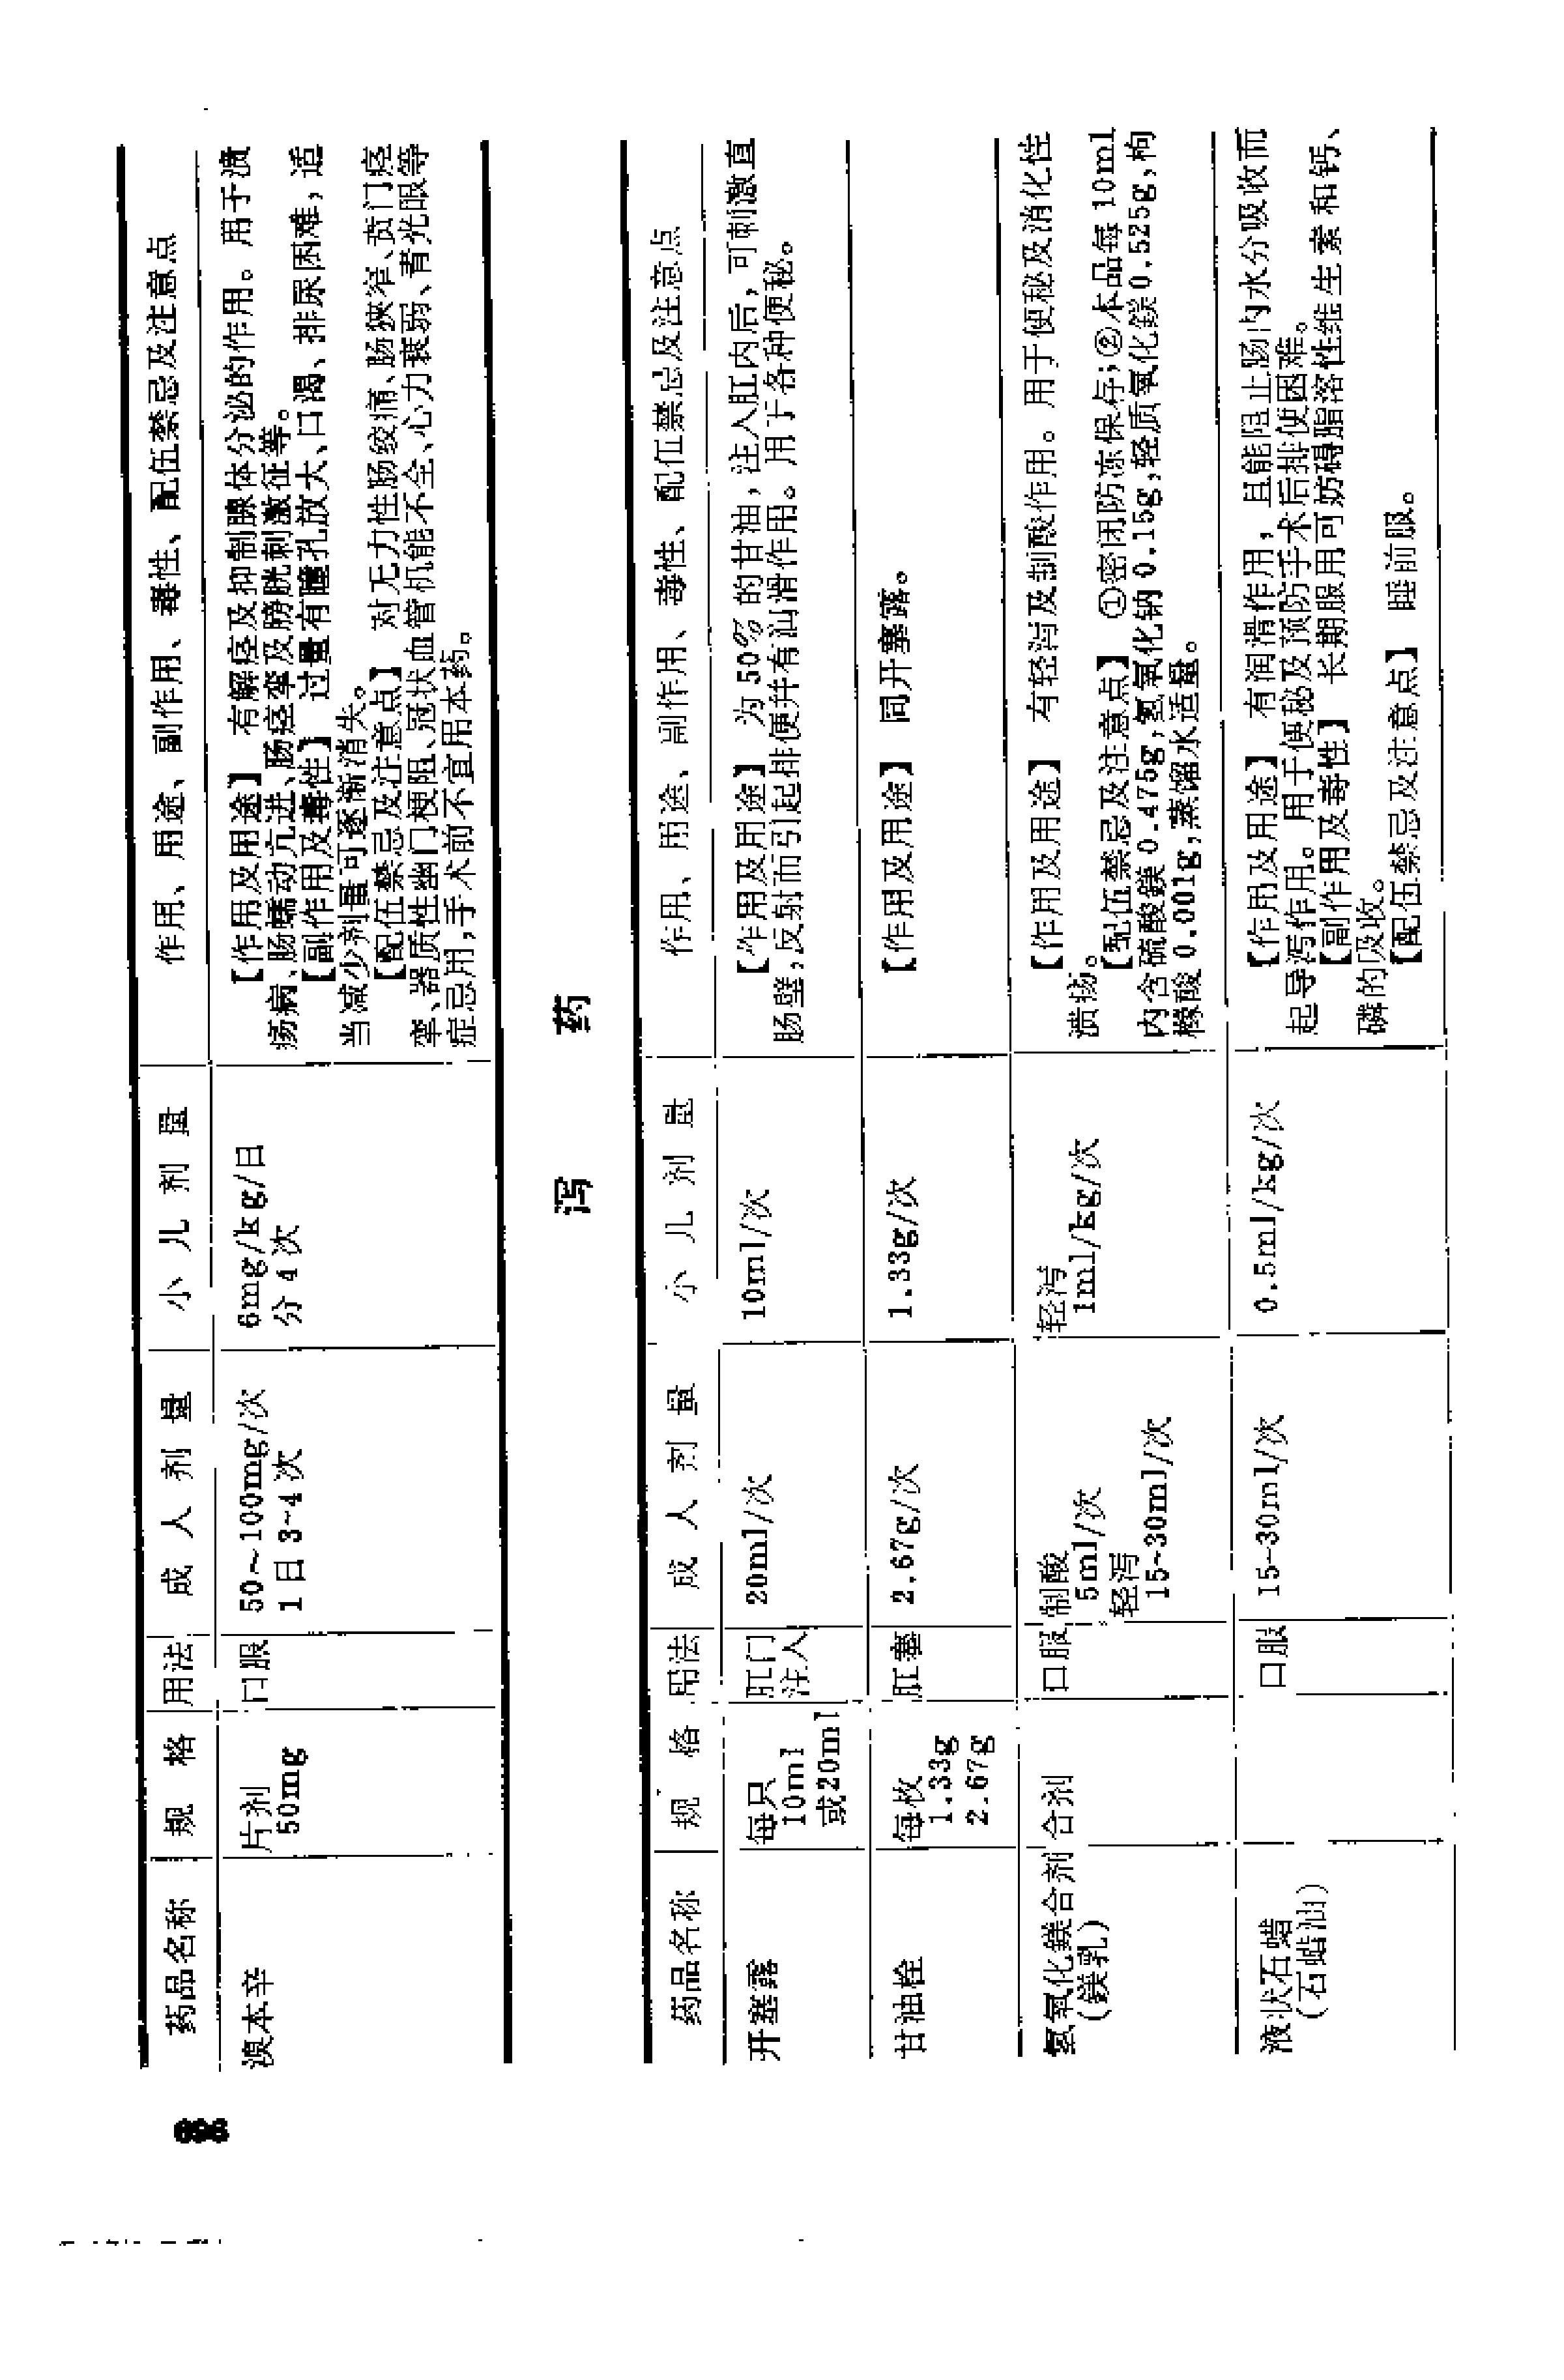 98
药品名称 规 格 用法 成 人 剂 量 小 儿 剂 量 作用、用途、副作用、毒性、配伍禁忌及注意点
溴本辛 片剂 口服 50～100mg/次 6mg/kg/日 【作用及用途】 有解痉及抑制腺体分泌的作用。用于溃
50mg 1日3~4次 分4次 疡病、肠蠕动亢进、肠痉挛及膀胱刺激征等。
【副作用及毒性】 过量有瞳孔放大、口渴、排尿困难，适
当减少剂量可逐渐消失。
【配伍禁忌及注意点】 对无力性肠绞痛、肠狭窄、贲门痉
挛、器质性幽门梗阻、冠状血管机能不全、心力衰弱、青光眼等
症忌用，手术前不宜用本药。
泻 药
药品名称 规 格 用法 成 人 剂 量 小 儿 剂 量 作用、用途、副作用、毒性、配伍禁忌及注意点
开塞露 每只 肛门 20ml/次 10ml/次 【作用及用途】 为50%的甘油，注入肛内后，可刺激直
10ml 注入 肠壁，反射而引起排便并有润滑作用。用于各种便秘。
或20ml
甘油栓 每枚 肛塞 2.67g/次 1.33g/次 【作用及用途】 同开塞露。
1.33g
2.67g
氢氧化鎂合剂 合剂 口服 制酸 轻泻 【作用及用途】 有轻泻及制酸作用。用于便秘及消化性
（鎂乳） 5ml/次 1ml/kg/次 溃疡。
轻泻 【配伍禁忌及注意点】 ①密闭防冻保存；②本品每10ml
15~30ml/次 内含硫酸鎂0.475g，氢氧化钠0.15g，轻质氧化鎂0.525g，枸
橼酸0.001g，蒸馏水适量。
液状石蜡 口服 15~30ml/次 0.5ml/kg/次 【作用及用途】 有润滑作用，且能阻止肠内水分吸收而
（石蜡油） 起导泻作用。用于便秘及预防手术后排便困难。
【副作用及毒性】 长期服用可妨碍脂溶性维生素和钙、
磷的吸收。
【配伍禁忌及注意点】 睡前服。